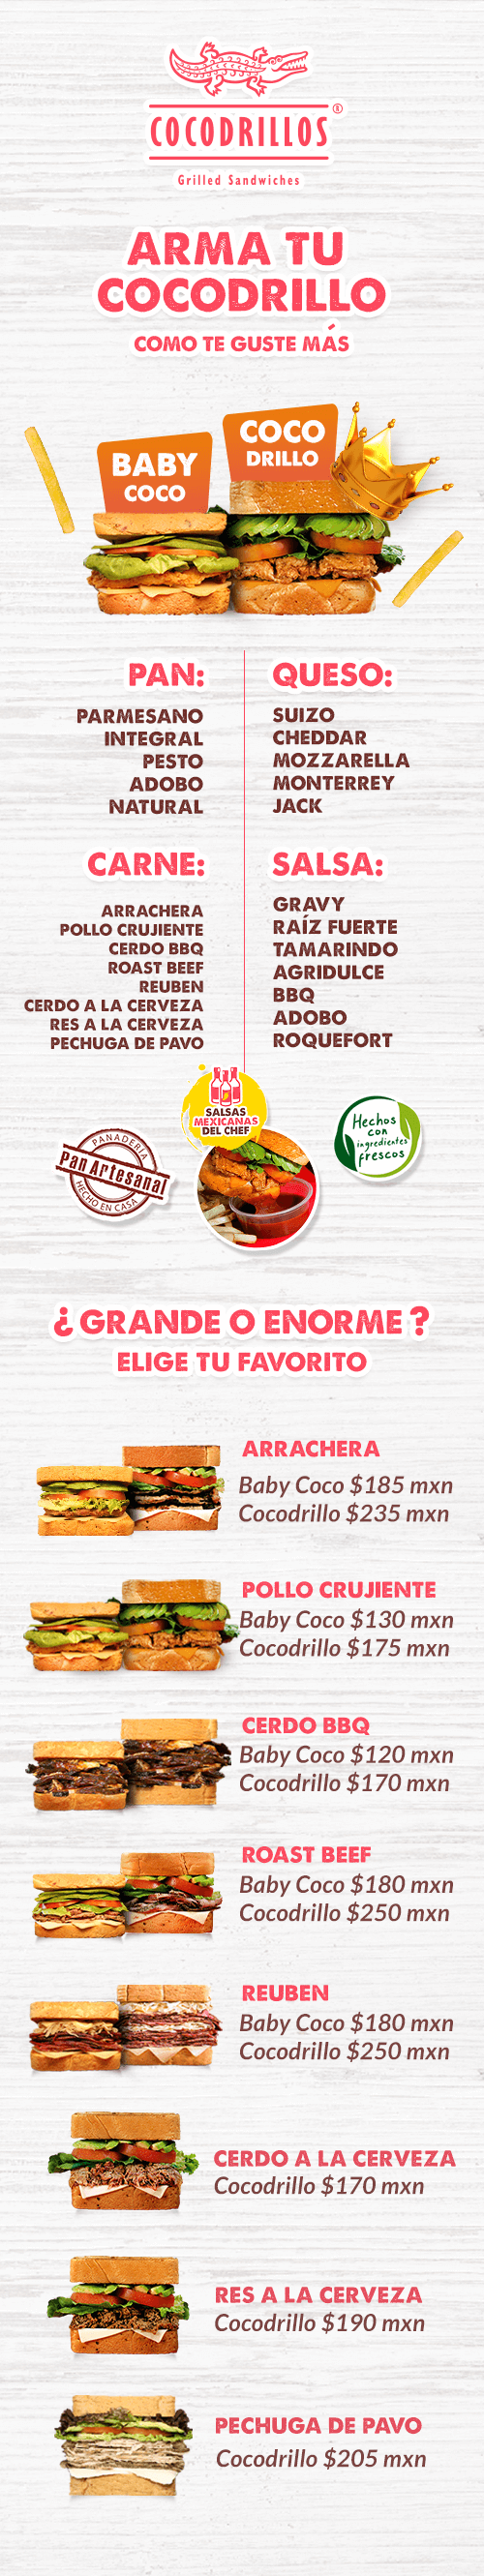 ®
COCODRILLOS
Grilled Sandwiches
ARMA TU
COCODRILLO
COMO TE GUSTE MÁS
BABY
COCO
COCO
DRILLO
PAN:
PARMESANO
INTEGRAL
PESTO
ADOBO
NATURAL
QUESO:
SUIZO
CHEDDAR
MOZZARELLA
MONTERREY
JACK
CARNE:
ARRACHERA
POLLO CRUJIENTE
CERDO BBQ
ROAST BEEF
REUBEN
CERDO A LA CERVEZA
RES A LA CERVEZA
PECHUGA DE PAVO
SALSA:
GRAVY
RAÍZ FUERTE
TAMARINDO
AGRIDULCE
BBQ
ADOBO
ROQUEFORT
PANADERÍA
Pan Artesanal
HECHO EN CASA
SALSAS
MEXICANAS
DEL CHEF
Hechos
con
ingredientes
frescos
¿GRANDE O ENORME?
ELIGE TU FAVORITO
ARRACHERA
Baby Coco $185 mxn
Cocodrillo $235 mxn
POLLO CRUJIENTE
Baby Coco $130 mxn
Cocodrillo $175 mxn
CERDO BBQ
Baby Coco $120 mxn
Cocodrillo $170 mxn
ROAST BEEF
Baby Coco $180 mxn
Cocodrillo $250 mxn
REUBEN
Baby Coco $180 mxn
Cocodrillo $250 mxn
CERDO A LA CERVEZA
Cocodrillo $170 mxn
RES A LA CERVEZA
Cocodrillo $190 mxn
PECHUGA DE PAVO
Cocodrillo $205 mxn